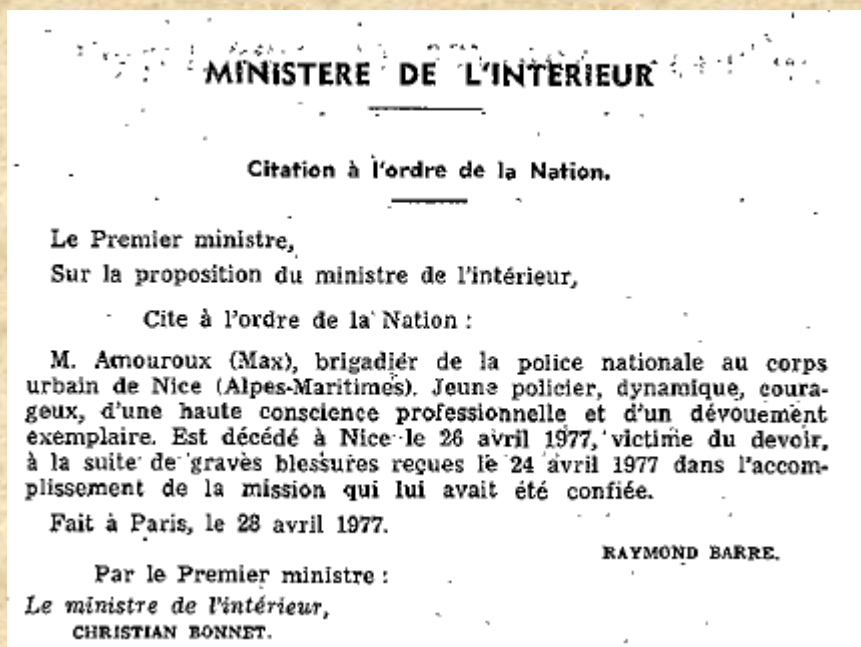 MINISTERE DE L'INTERIEUR
Citation à l'ordre de la Nation.
Le Premier ministre,
Sur la proposition du ministre de l'intérieur,
Cite à l'ordre de la Nation :
M. Amouroux (Max), brigadier de la police nationale au corps
urbain de Nice (Alpes-Maritimes). Jeune policier, dynamique, coura-
geux, d'une haute conscience professionnelle et d'un dévouement
exemplaire. Est décédé à Nice le 26 avril 1977, victime du devoir,
à la suite de graves blessures reçues le 24 avril 1977 dans l'accom-
plissement de la mission qui lui avait été confiée.
Fait à Paris, le 28 avril 1977.
RAYMOND BARRE.
Par le Premier ministre :
Le ministre de l'intérieur,
CHRISTIAN BONNET.